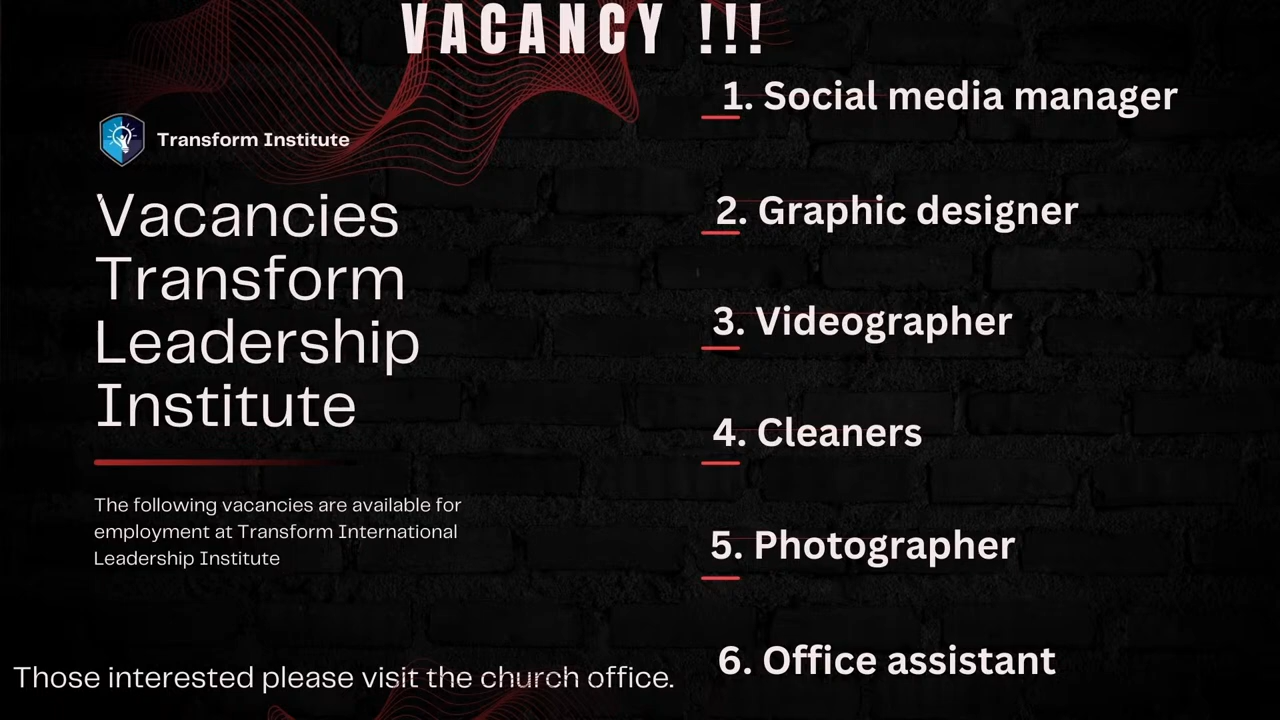 VACANCY !!!
Transform Institute
Vacancies
Transform
Leadership
Institute
The following vacancies are available for
employment at Transform International
Leadership Institute
Those interested please visit the church office.
1. Social media manager
2. Graphic designer
3. Videographer
4. Cleaners
5. Photographer
6. Office assistant